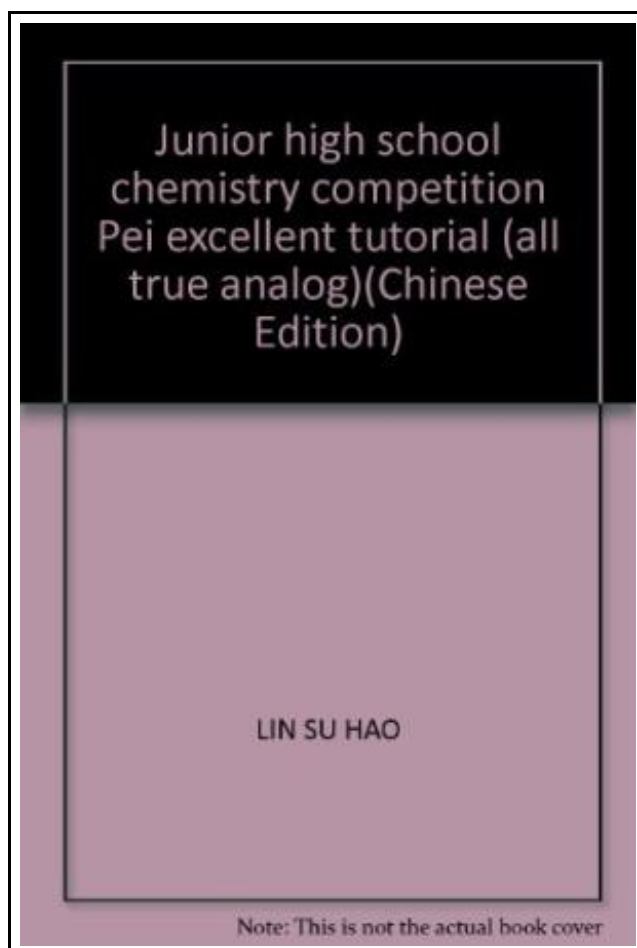 Junior high school
chemistry competition
Pei excellent tutorial (all
true analog)(Chinese
Edition)
LIN SU HAO
Note: This is not the actual book cover